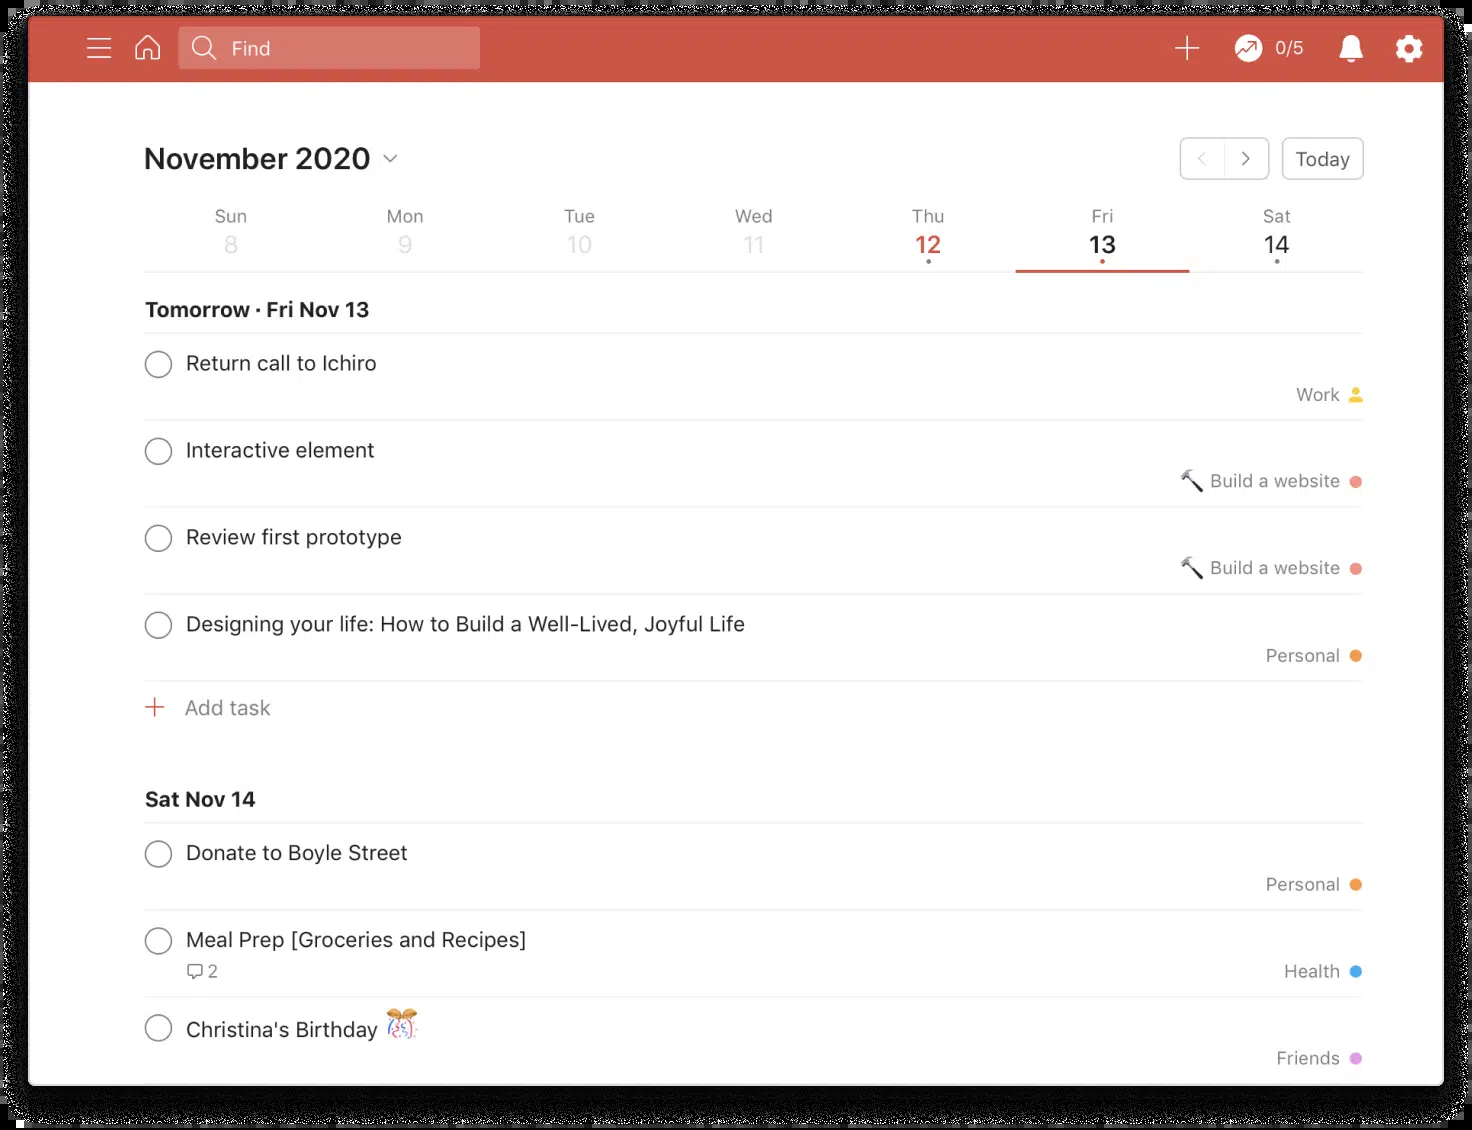 Find
0/5
November 2020
Today
Sun Mon Tue Wed Thu Fri Sat
8 9 10 11 12 13 14
Tomorrow · Fri Nov 13
Return call to Ichiro
Work
Interactive element
Build a website
Review first prototype
Build a website
Designing your life: How to Build a Well-Lived, Joyful Life
Personal
Add task
Sat Nov 14
Donate to Boyle Street
Personal
Meal Prep [Groceries and Recipes]
2
Health
Christina's Birthday 🎊
Friends